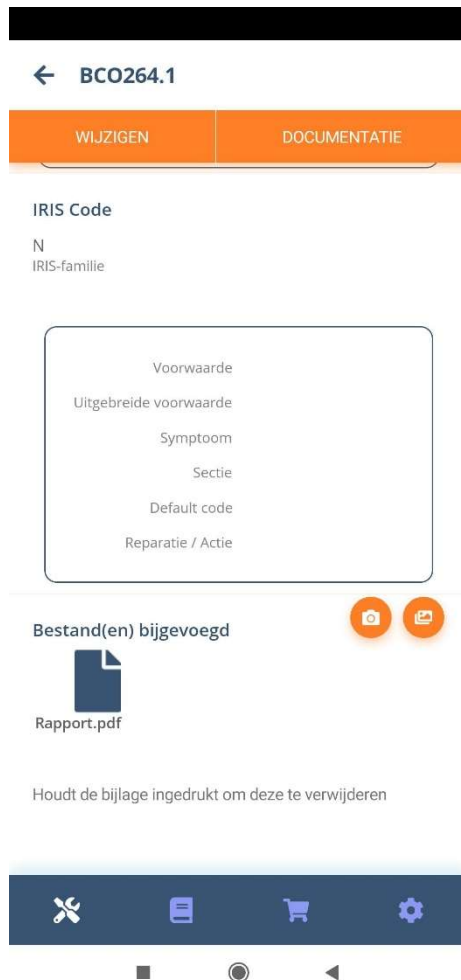 BCO264.1
WIJZIGEN DOCUMENTATIE
IRIS Code
N
IRIS-familie
Voorwaarde
Uitgebreide voorwaarde
Symptoom
Sectie
Default code
Reparatie / Actie
Bestand(en) bijgevoegd
Rapport.pdf
Houdt de bijlage ingedrukt om deze te verwijderen